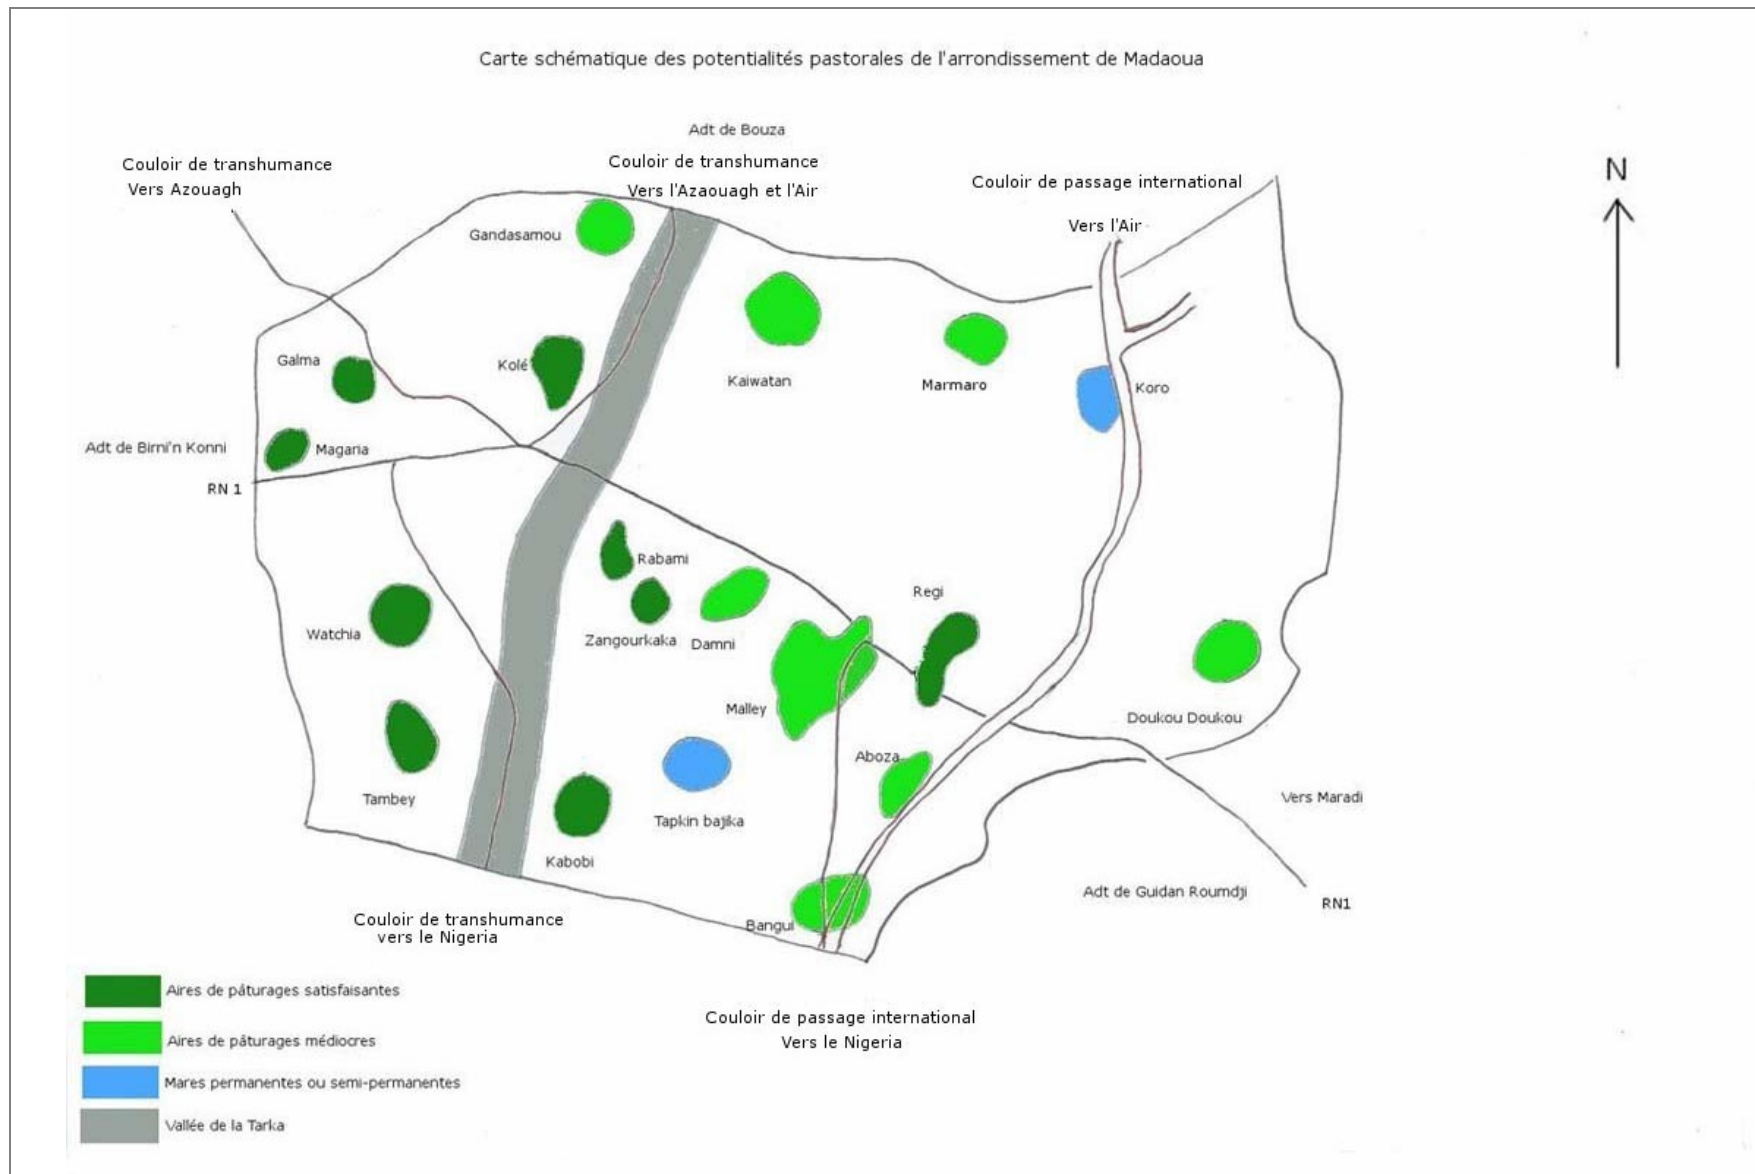 Carte schématique des potentialités pastorales de l'arrondissement de Madaoua
Adt de Bouza
Couloir de transhumance
Vers Azouagh
Couloir de transhumance
Vers l'Azaouagh et l'Air
Couloir de passage international
Vers l'Air
N
Gandasamou
Galma
Kolé
Kaiwatan
Marmaro
Koro
Adt de Birni'n Konni
Magaria
RN 1
Rabami
Regi
Watchia
Zangourkaka
Damni
Malley
Doukou Doukou
Aboza
Tambey
Tapkin bajika
Vers Maradi
Kabobi
Adt de Guidan Roumdji
RN1
Bangui
Couloir de transhumance
vers le Nigeria
Couloir de passage international
Vers le Nigeria
Aires de pâturages satisfaisantes
Aires de pâturages médiocres
Mares permanentes ou semi-permanentes
Vallée de la Tarka